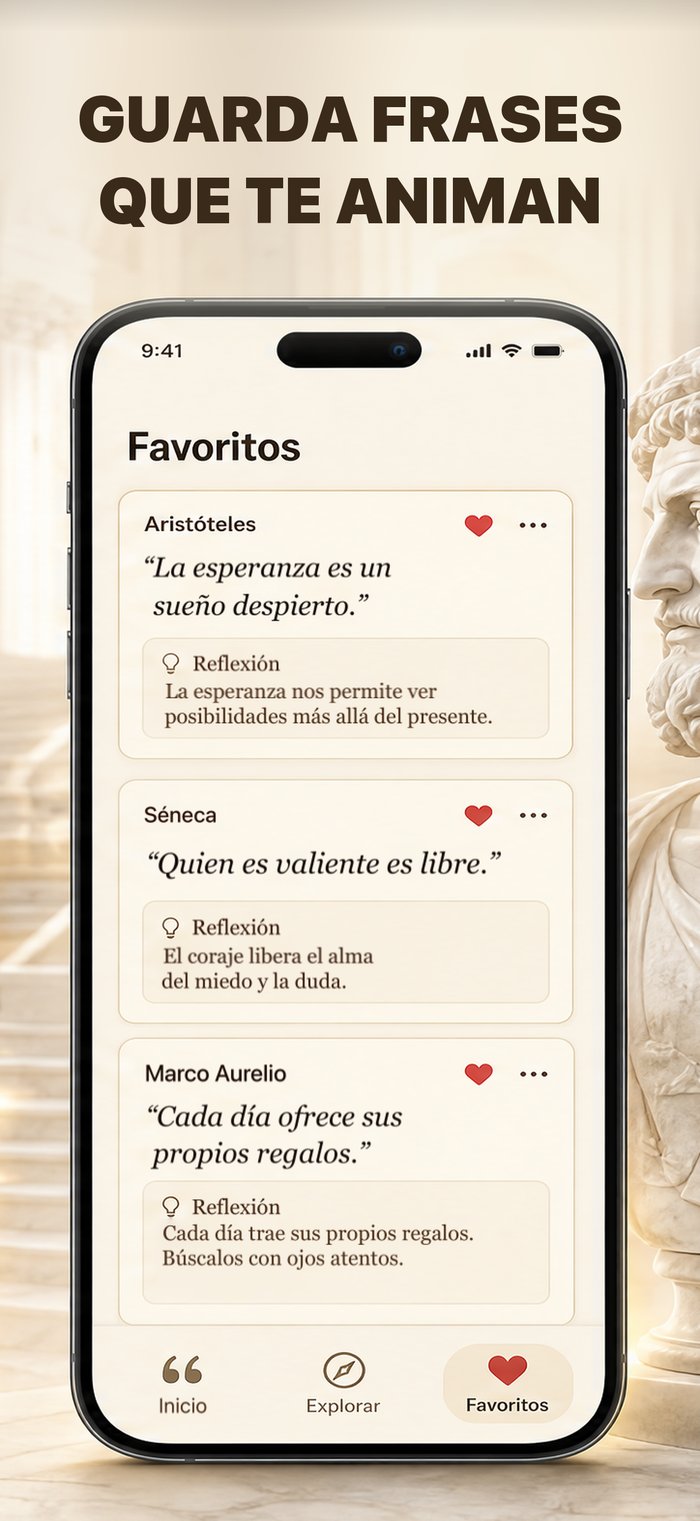 GUARDA FRASES
QUE TE ANIMAN
9:41
Favoritos
Aristóteles
“La esperanza es un
sueño despierto.”
Reflexión
La esperanza nos permite ver
posibilidades más allá del presente.
Séneca
“Quien es valiente es libre.”
Reflexión
El coraje libera el alma
del miedo y la duda.
Marco Aurelio
“Cada día ofrece sus
propios regalos.”
Reflexión
Cada día trae sus propios regalos.
Búscalos con ojos atentos.
Inicio
Explorar
Favoritos